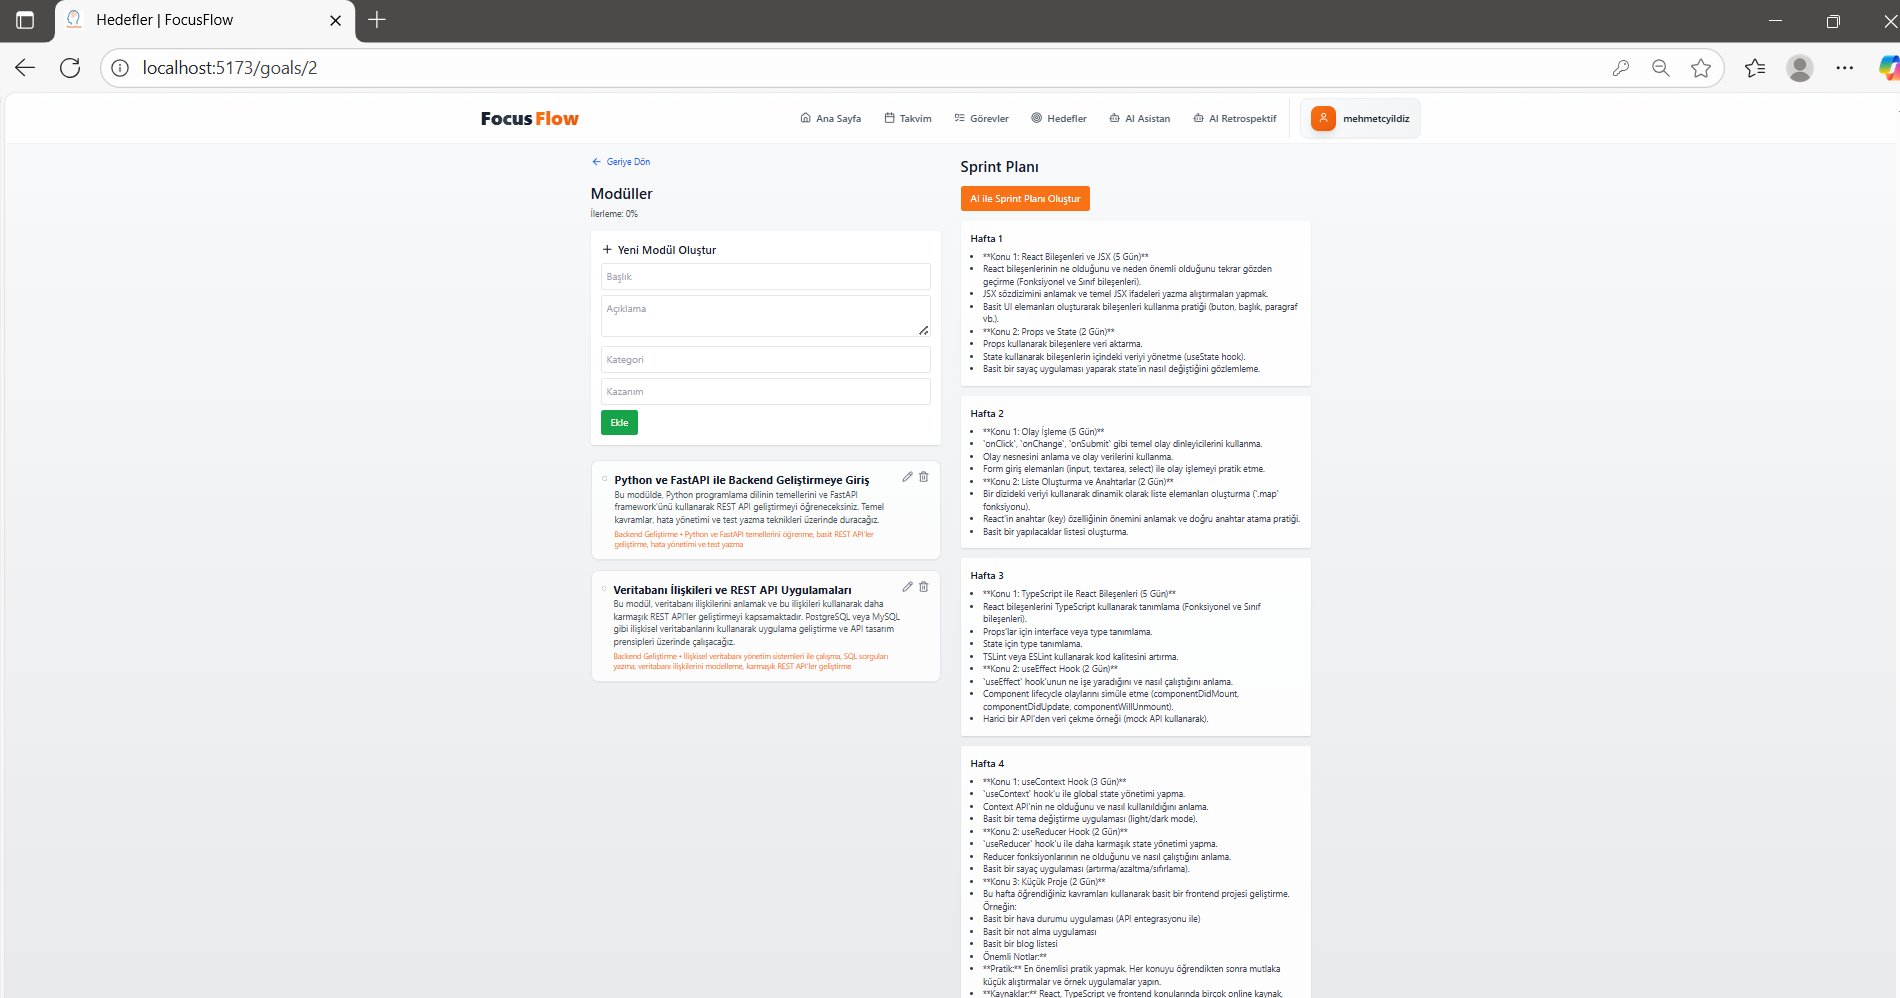 Hedefler | FocusFlow
localhost:5173/goals/2
FocusFlow
Ana Sayfa
Takvim
Görevler
Hedefler
AI Asistan
AI Retrospektif
mehmetcyildiz
Geriye Dön
Modüller
İlerleme: 0%
Yeni Modül Oluştur
Başlık
Açıklama
Kategori
Kazanım
Ekle
Python ve FastAPI ile Backend Geliştirmeye Giriş
Bu modülde, Python programlama dilinin temellerini ve FastAPI
framework'ünü kullanarak REST API geliştirmeyi öğreneceksiniz. Temel
kavramlar, hata yönetimi ve test yazma teknikleri üzerinde duracağız.
Backend Geliştirme • Python ve FastAPI temellerini öğrenme, basit REST API'ler
geliştirme, hata yönetimi ve test yazma
Veritabanı İlişkileri ve REST API Uygulamaları
Bu modül, veritabanı ilişkilerini anlamak ve bu ilişkileri kullanarak daha
karmaşık REST API'ler geliştirmeyi kapsamaktadır. PostgreSQL veya MySQL
gibi ilişkisel veritabanlarını kullanarak uygulama geliştirme ve API tasarım
prensipleri üzerinde çalışacağız.
Backend Geliştirme • İlişkisel veritabanı yönetim sistemleri ile çalışma, SQL sorguları
yazma, veritabanı ilişkilerini modelleme, karmaşık REST API'ler geliştirme
Sprint Planı
AI ile Sprint Planı Oluştur
Hafta 1
• **Konu 1: React Bileşenleri ve JSX (5 Gün)**
• React bileşenlerinin ne olduğunu ve neden önemli olduğunu tekrar gözden
geçirme (Fonksiyonel ve Sınıf bileşenleri).
• JSX sözdizimini anlamak ve temel JSX ifadeleri yazma alıştırmaları yapmak.
• Basit UI elemanları oluşturarak bileşenleri kullanma pratiği (buton, başlık, paragraf
vb.).
• **Konu 2: Props ve State (2 Gün)**
• Props kullanarak bileşenlere veri aktarma.
• State kullanarak bileşenlerin içindeki veriyi yönetme (useState hook).
• Basit bir sayaç uygulaması yaparak state'in nasıl değiştiğini gözlemleme.
Hafta 2
• **Konu 1: Olay İşleme (5 Gün)**
• `onClick`, `onChange`, `onSubmit` gibi temel olay dinleyicilerini kullanma.
• Olay nesnesini anlama ve olay verilerini kullanma.
• Form giriş elemanları (input, textarea, select) ile olay işlemeyi pratik etme.
• **Konu 2: Liste Oluşturma ve Anahtarlar (2 Gün)**
• Bir dizideki veriyi kullanarak dinamik olarak liste elemanları oluşturma (`.map`
fonksiyonu).
• React'in anahtar (key) özelliğinin önemini anlamak ve doğru anahtar atama pratiği.
• Basit bir yapılacaklar listesi oluşturma.
Hafta 3
• **Konu 1: TypeScript ile React Bileşenleri (5 Gün)**
• React bileşenlerini TypeScript kullanarak tanımlama (Fonksiyonel ve Sınıf
bileşenleri).
• Props'lar için interface veya type tanımlama.
• State için type tanımlama.
• TSLint veya ESLint kullanarak kod kalitesini artırma.
• **Konu 2: useEffect Hook (2 Gün)**
• `useEffect` hook'unun ne işe yaradığını ve nasıl çalıştığını anlama.
• Component lifecycle olaylarını simüle etme (componentDidMount,
componentDidUpdate, componentWillUnmount).
• Harici bir API'den veri çekme örneği (mock API kullanarak).
Hafta 4
• **Konu 1: useContext Hook (3 Gün)**
• `useContext` hook'u ile global state yönetimi yapma.
• Context API'nin ne olduğunu ve nasıl kullanıldığını anlama.
• Basit bir tema değiştirme uygulaması (light/dark mode).
• **Konu 2: useReducer Hook (2 Gün)**
• `useReducer` hook'u ile daha karmaşık state yönetimi yapma.
• Reducer fonksiyonlarının ne olduğunu ve nasıl çalıştığını anlama.
• Basit bir sayaç uygulaması (artırma/azaltma/sıfırlama).
• **Konu 3: Küçük Proje (2 Gün)**
• Bu hafta öğrendiğiniz kavramları kullanarak basit bir frontend projesi geliştirme.
Örneğin:
• Basit bir hava durumu uygulaması (API entegrasyonu ile)
• Basit bir not alma uygulaması
• Basit bir blog listesi
• Önemli Notlar:**
• **Pratik:** En önemlisi pratik yapmak. Her konuyu öğrendikten sonra mutlaka
küçük alıştırmalar ve örnek uygulamalar yapın.
• **Kaynaklar:** React, TypeScript ve frontend konularında birçok online kaynak,